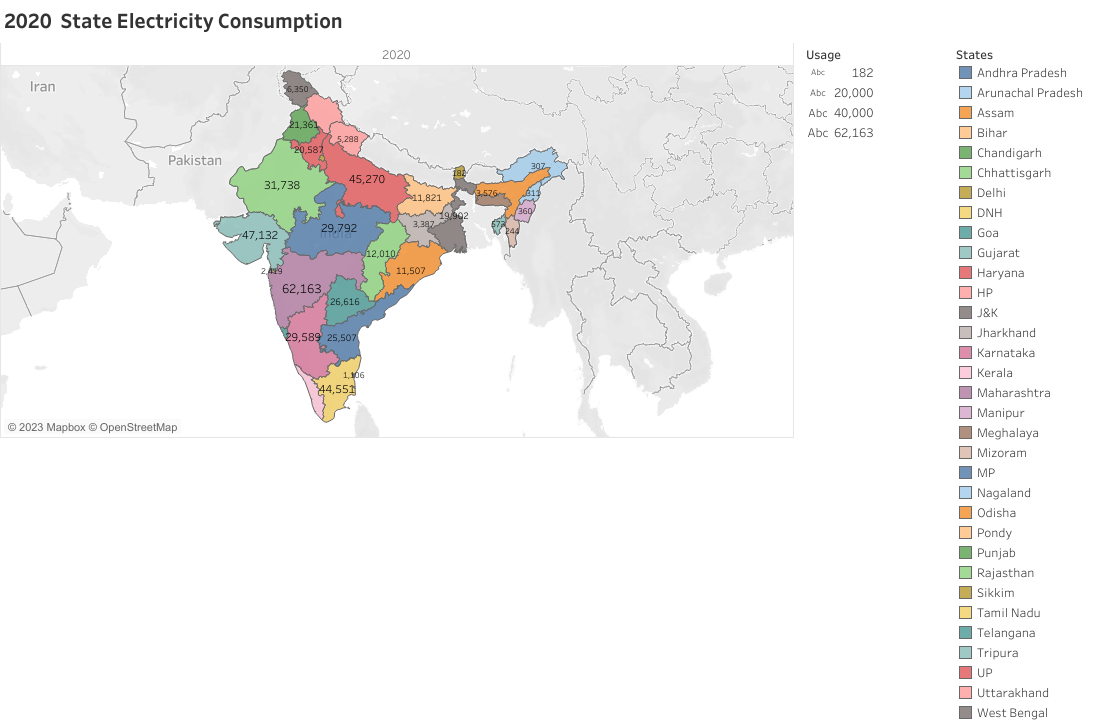 2020 State Electricity Consumption
2020
Iran
Pakistan
6,350
21,361
5,288
20,587
45,270
31,738
182
307
3,576
311
11,821
360
19,902
3,387
573
244
29,792
47,132
12,010
2,419
11,507
62,163
26,616
29,589
25,507
1,106
44,551
© 2023 Mapbox © OpenStreetMap
Usage
Abc 182
Abc 20,000
Abc 40,000
Abc 62,163
States
Andhra Pradesh
Arunachal Pradesh
Assam
Bihar
Chandigarh
Chhattisgarh
Delhi
DNH
Goa
Gujarat
Haryana
HP
J&K
Jharkhand
Karnataka
Kerala
Maharashtra
Manipur
Meghalaya
Mizoram
MP
Nagaland
Odisha
Pondy
Punjab
Rajasthan
Sikkim
Tamil Nadu
Telangana
Tripura
UP
Uttarakhand
West Bengal